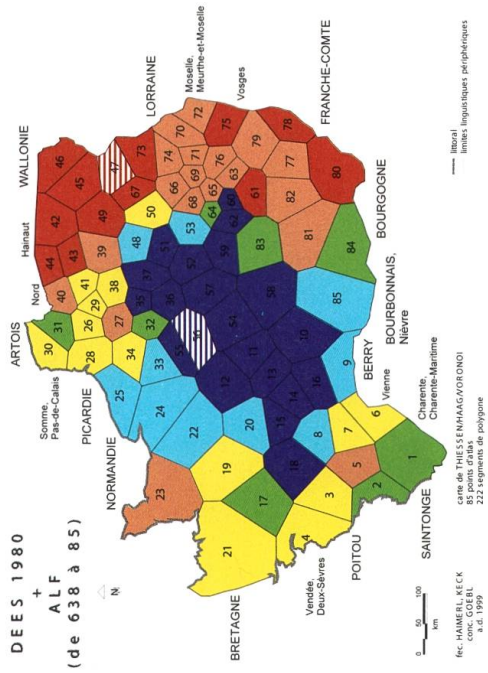 DEES 1980
+
ALF
(de 638 à 85)
N
Somme,
Pas-de-Calais
ARTOIS
Nord
Hainaut
WALLONIE
PICARDIE
NORMANDIE
LORRAINE
Moselle,
Meurthe-et-Moselle
Vosges
FRANCHE-COMTE
BRETAGNE
Vendée,
Deux-Sèvres
POITOU
SAINTONGE
Charente,
Charente-Maritime
Vienne
BERRY
BOURBONNAIS,
Nièvre
BOURGOGNE
46
45
42
44
43
47
73
49
67
39
40
41
38
50
48
30
31
29
26
28
27
34
32
35
37
36
51
52
53
25
24
33
55
57
59
54
58
22
23
20
19
21
17
18
12
11
13
10
14
15
16
8
7
6
5
3
4
2
1
9
85
84
83
81
82
80
77
78
79
75
72
70
74
71
69
66
68
65
76
63
64
62
60
61
0
50
100
km
fec. HAIMERL, KECK
conc. GOEBL
a.d. 1999
carte de THIESSEN/HAAG/VORONOI
85 points d'atlas
222 segments de polygone
littoral
limites linguistiques périphériques